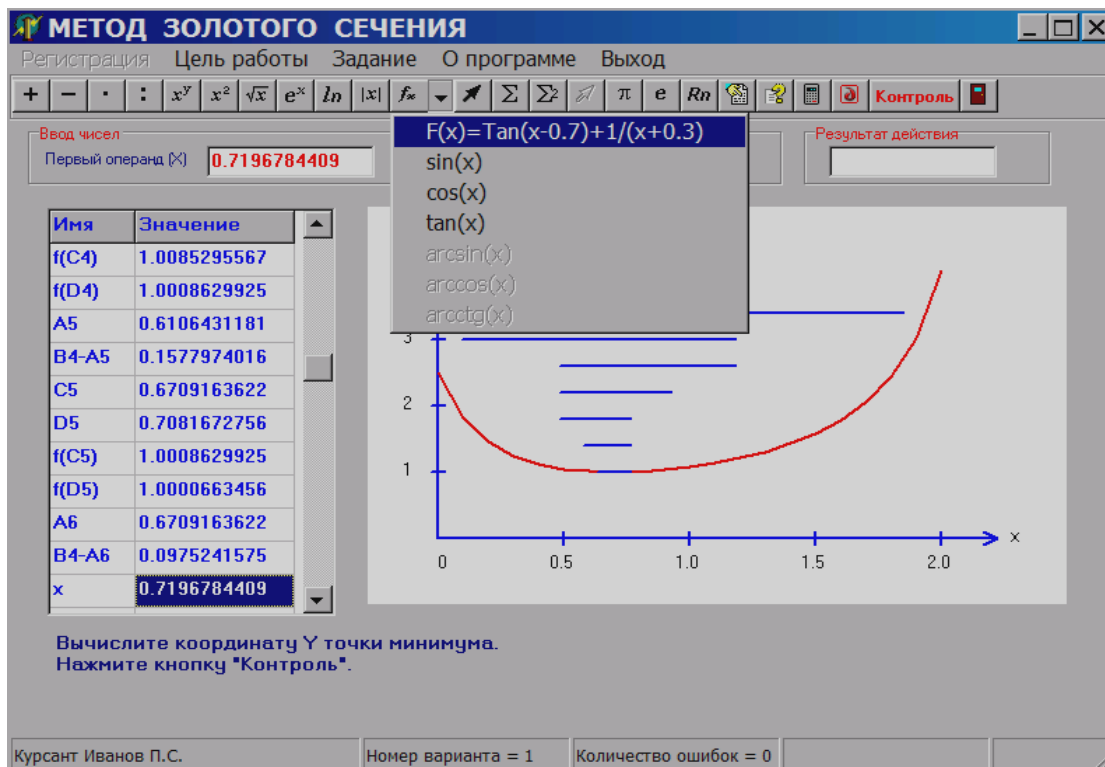 МЕТОД ЗОЛОТОГО СЕЧЕНИЯ
Регистрация Цель работы Задание О программе Выход
+ − · : xʸ x² √x eˣ ln |x| Σ Σ² π e Rn Контроль
Ввод чисел
Первый операнд (X) 0.7196784409
F(x)=Tan(x-0.7)+1/(x+0.3)
sin(x)
cos(x)
tan(x)
arcsin(x)
arccos(x)
arcctg(x)
Результат действия
Имя Значение
f(C4) 1.0085295567
f(D4) 1.0008629925
A5 0.6106431181
B4-A5 0.1577974016
C5 0.6709163622
D5 0.7081672756
f(C5) 1.0008629925
f(D5) 1.0000663456
A6 0.6709163622
B4-A6 0.0975241575
x 0.7196784409
3
2
1
x
0 0.5 1.0 1.5 2.0
Вычислите координату Y точки минимума.
Нажмите кнопку "Контроль".
Курсант Иванов П.С. Номер варианта = 1 Количество ошибок = 0